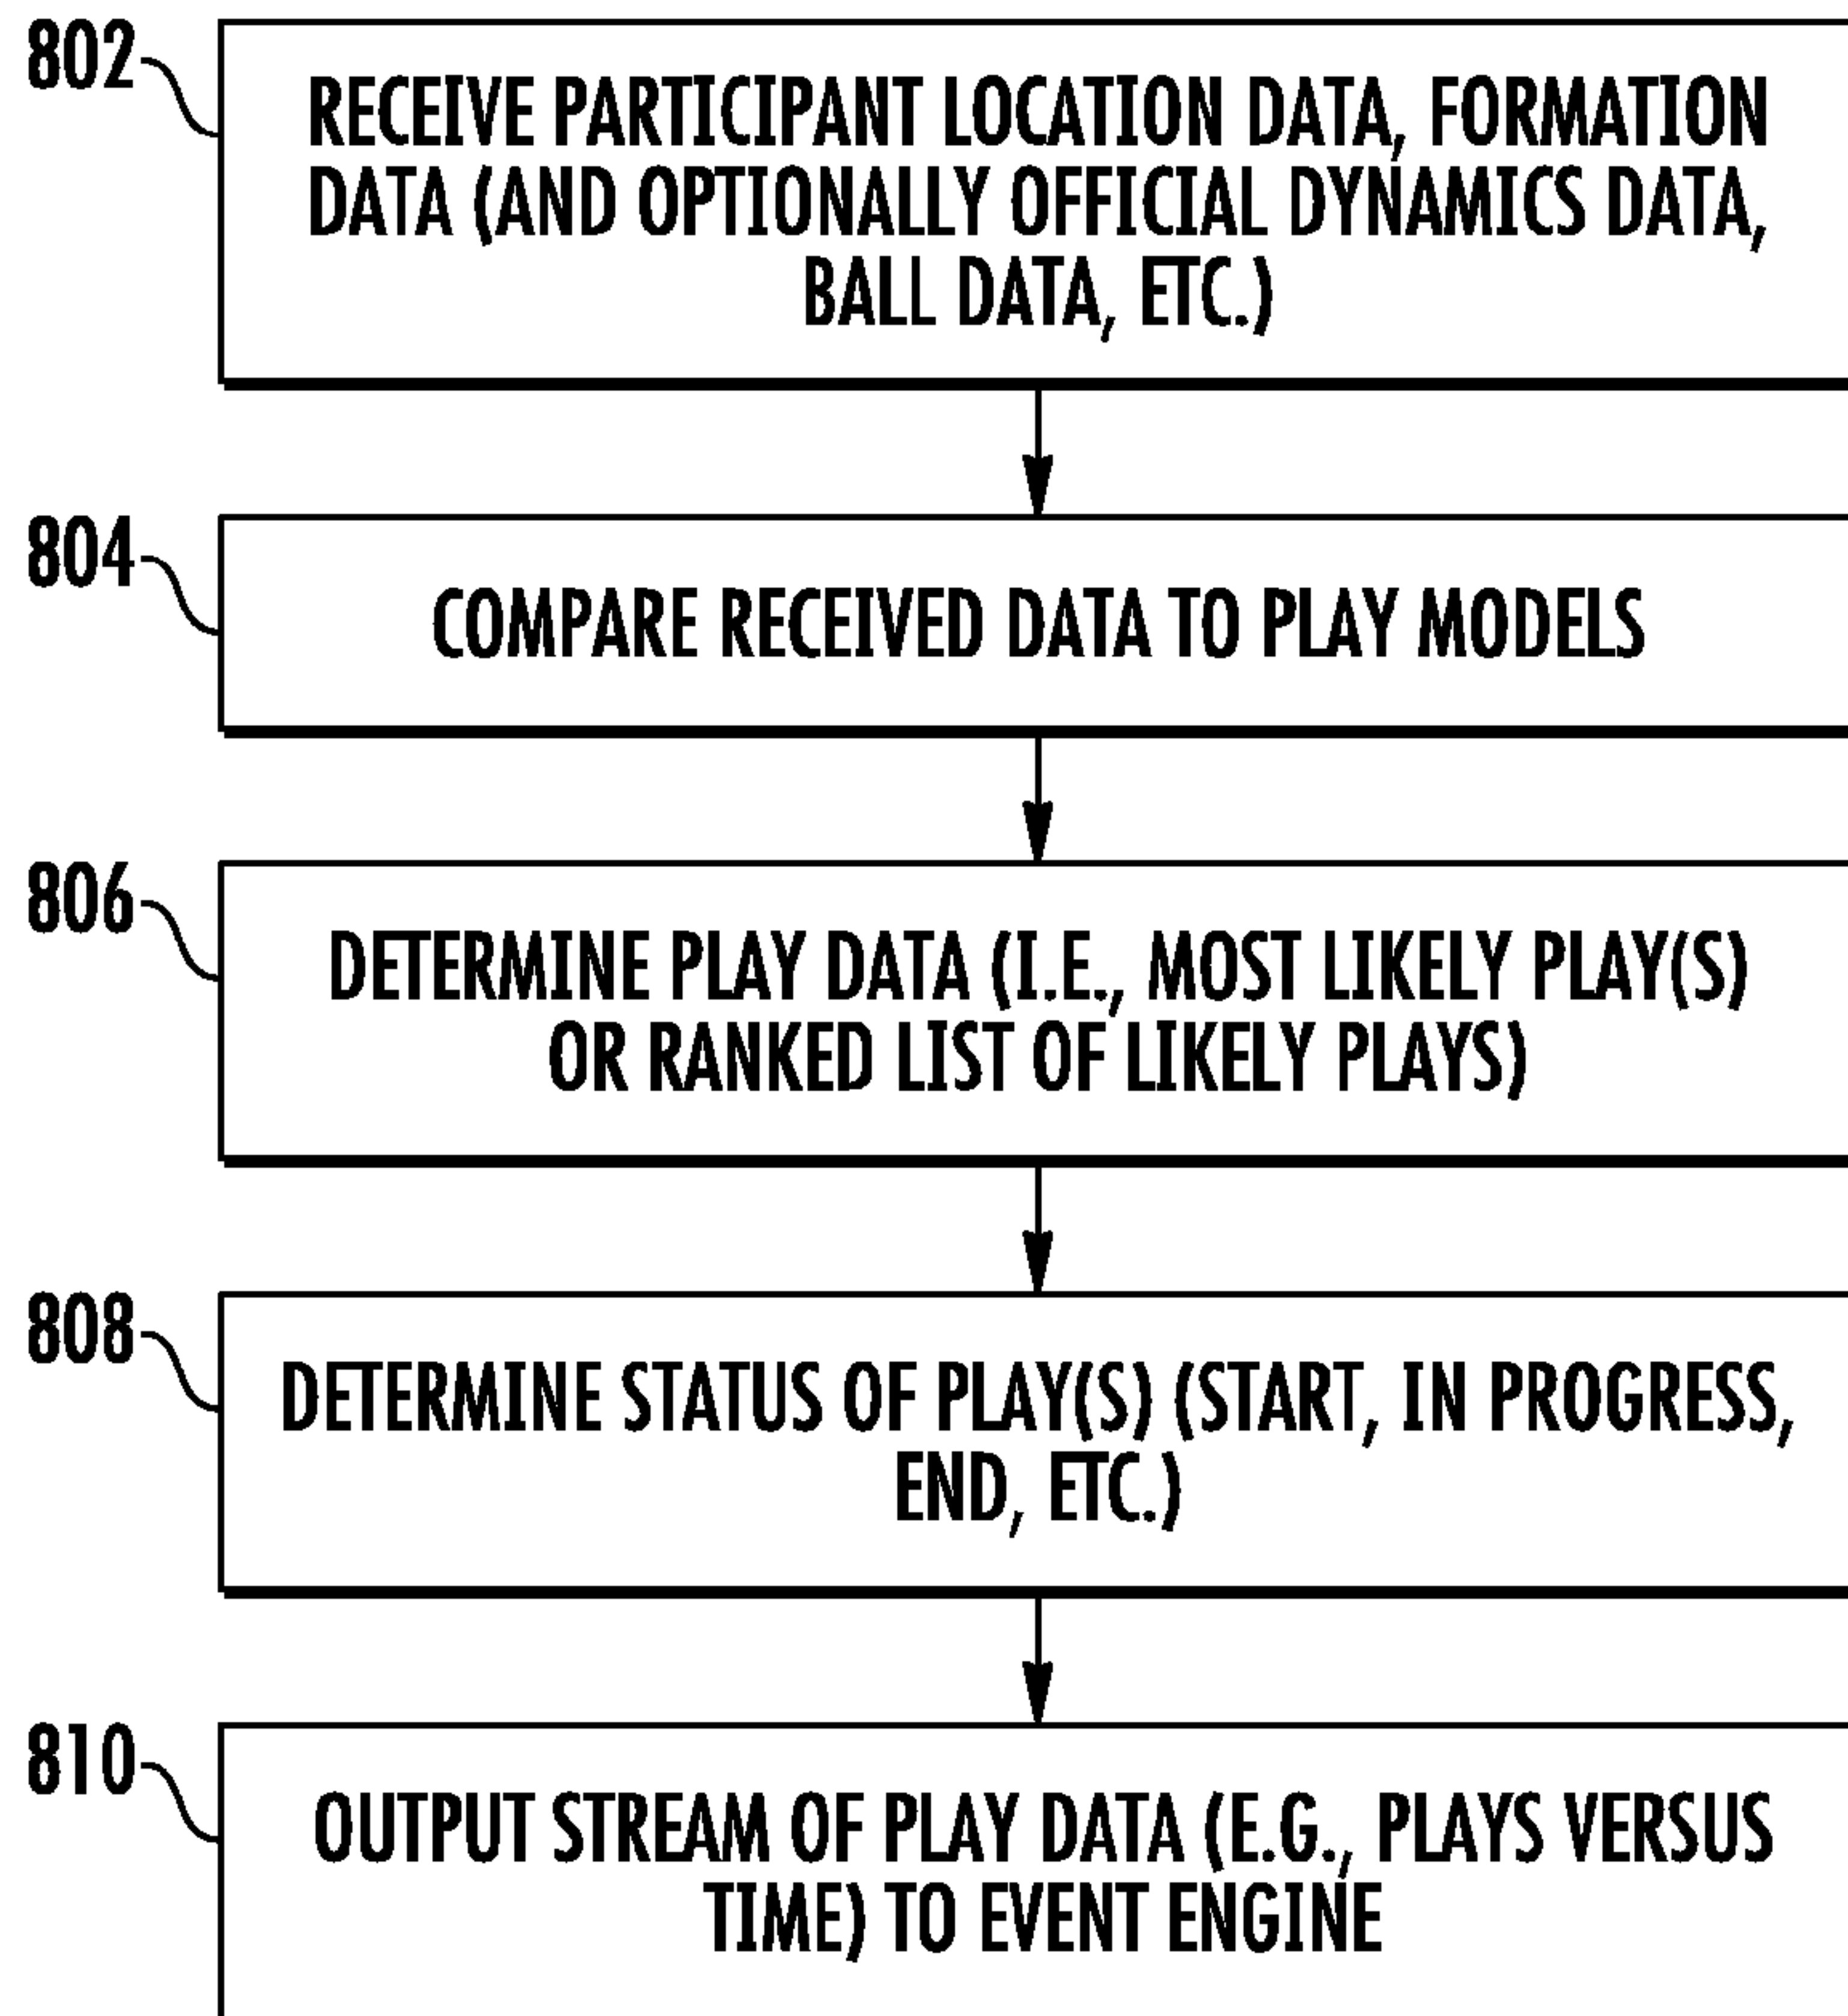 802
RECEIVE PARTICIPANT LOCATION DATA, FORMATION
DATA (AND OPTIONALLY OFFICIAL DYNAMICS DATA,
BALL DATA, ETC.)
804
COMPARE RECEIVED DATA TO PLAY MODELS
806
DETERMINE PLAY DATA (I.E., MOST LIKELY PLAY(S)
OR RANKED LIST OF LIKELY PLAYS)
808
DETERMINE STATUS OF PLAY(S) (START, IN PROGRESS,
END, ETC.)
810
OUTPUT STREAM OF PLAY DATA (E.G., PLAYS VERSUS
TIME) TO EVENT ENGINE